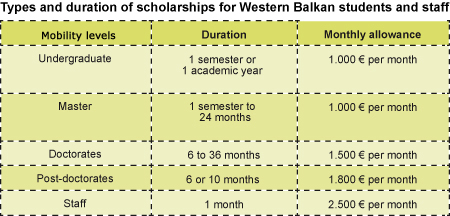 Types and duration of scholarships for Western Balkan students and staff
Mobility levels Duration Monthly allowance
Undergraduate 1 semester or 1.000 € per month
1 academic year
Master 1 semester to 1.000 € per month
24 months
Doctorates 6 to 36 months 1.500 € per month
Post-doctorates 6 or 10 months 1.800 € per month
Staff 1 month 2.500 € per month